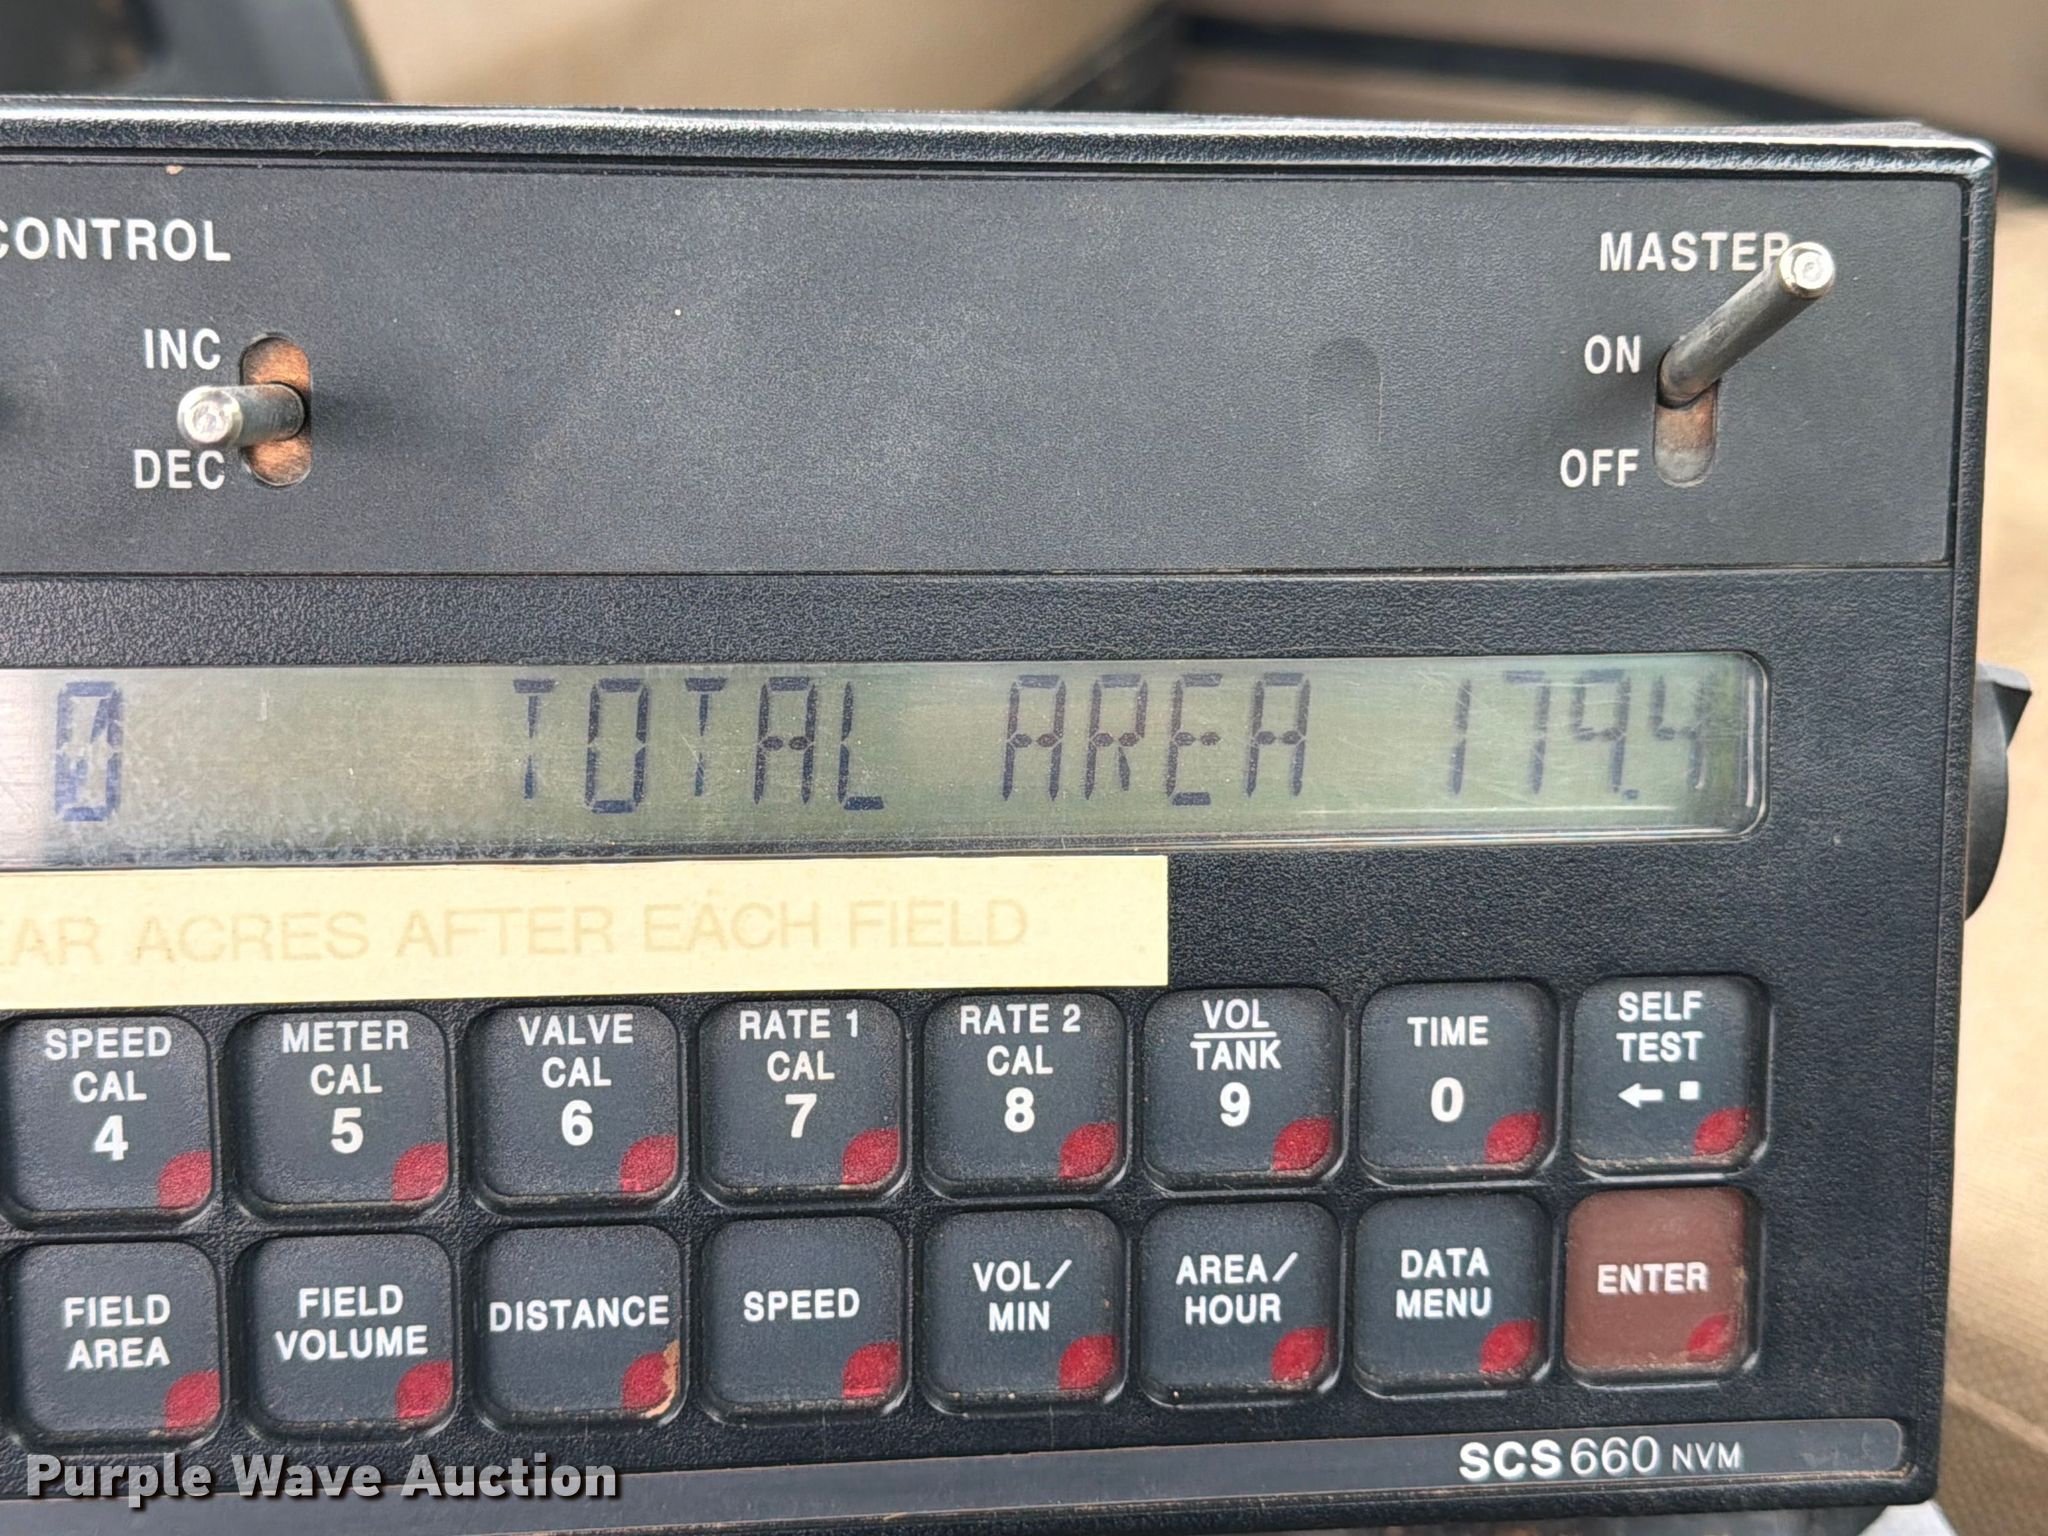 CONTROL
MASTER
INC
ON
DEC
OFF
0 TOTAL AREA 179.4
EAR ACRES AFTER EACH FIELD
SPEED
CAL
4
METER
CAL
5
VALVE
CAL
6
RATE 1
CAL
7
RATE 2
CAL
8
VOL
TANK
9
TIME
0
SELF
TEST
←
FIELD
AREA
FIELD
VOLUME
DISTANCE
SPEED
VOL/
MIN
AREA/
HOUR
DATA
MENU
ENTER
SCS 660 NVM
Purple Wave Auction